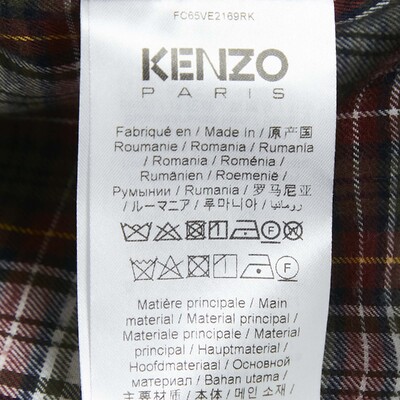 FC65VE2169RK
KENZO
PARIS
Fabriqué en / Made in / 原产国
Roumanie / Romania / Rumanía
/ Romania / Roménia /
Rumänien / Roemenië /
Румынии / Rumania / 罗马尼亚
/ ルーマニア / 루마니아 / رومانيا
Matière principale / Main
material / Material principal /
Materiale principale / Material
principal / Hauptmaterial /
Hoofdmateriaal / Основной
материал / Bahan utama /
主要材质 / 本体 / 메인 소재 /